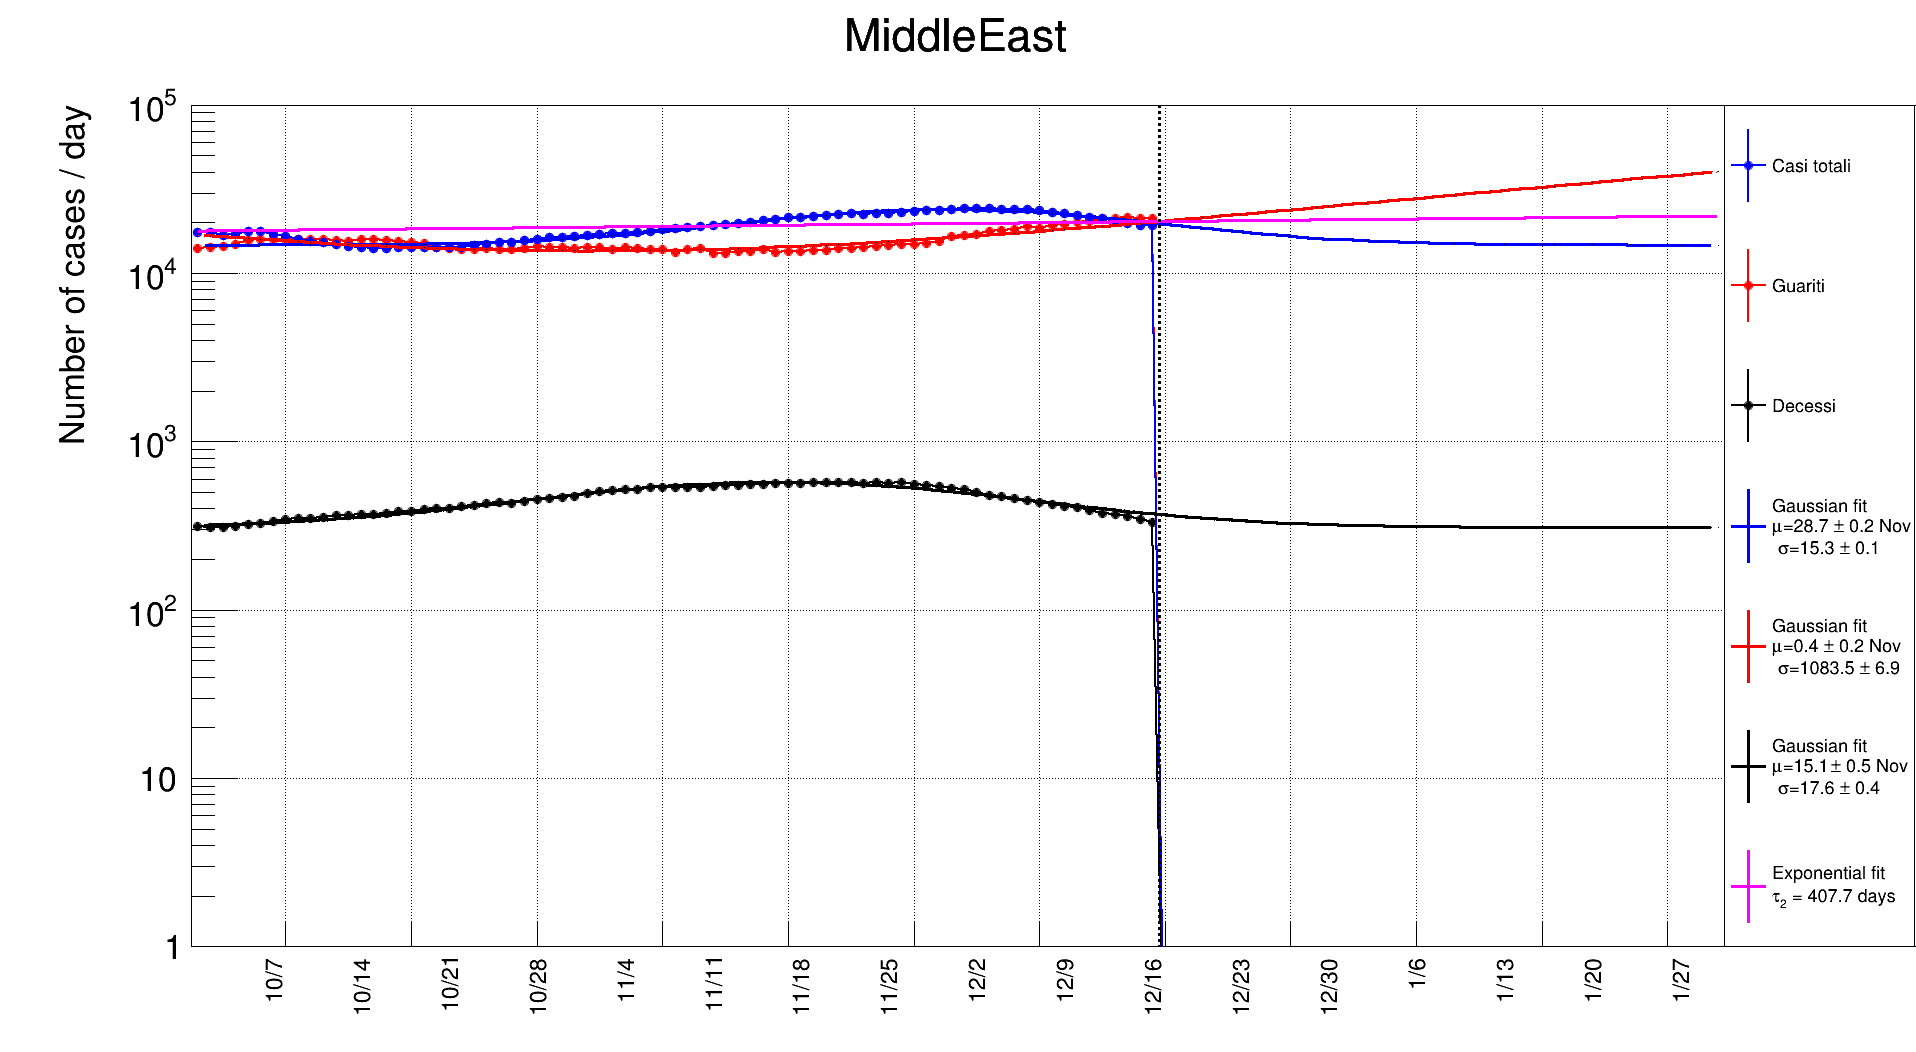 MiddleEast
Number of cases / day
10^5
10^4
10^3
10^2
10
1
10/7
10/14
10/21
10/28
11/4
11/11
11/18
11/25
12/2
12/9
12/16
12/23
12/30
1/6
1/13
1/20
1/27
Casi totali
Guariti
Decessi
Gaussian fit
μ=28.7 ± 0.2 Nov
σ=15.3 ± 0.1
Gaussian fit
μ=0.4 ± 0.2 Nov
σ=1083.5 ± 6.9
Gaussian fit
μ=15.1 ± 0.5 Nov
σ=17.6 ± 0.4
Exponential fit
τ₂ = 407.7 days